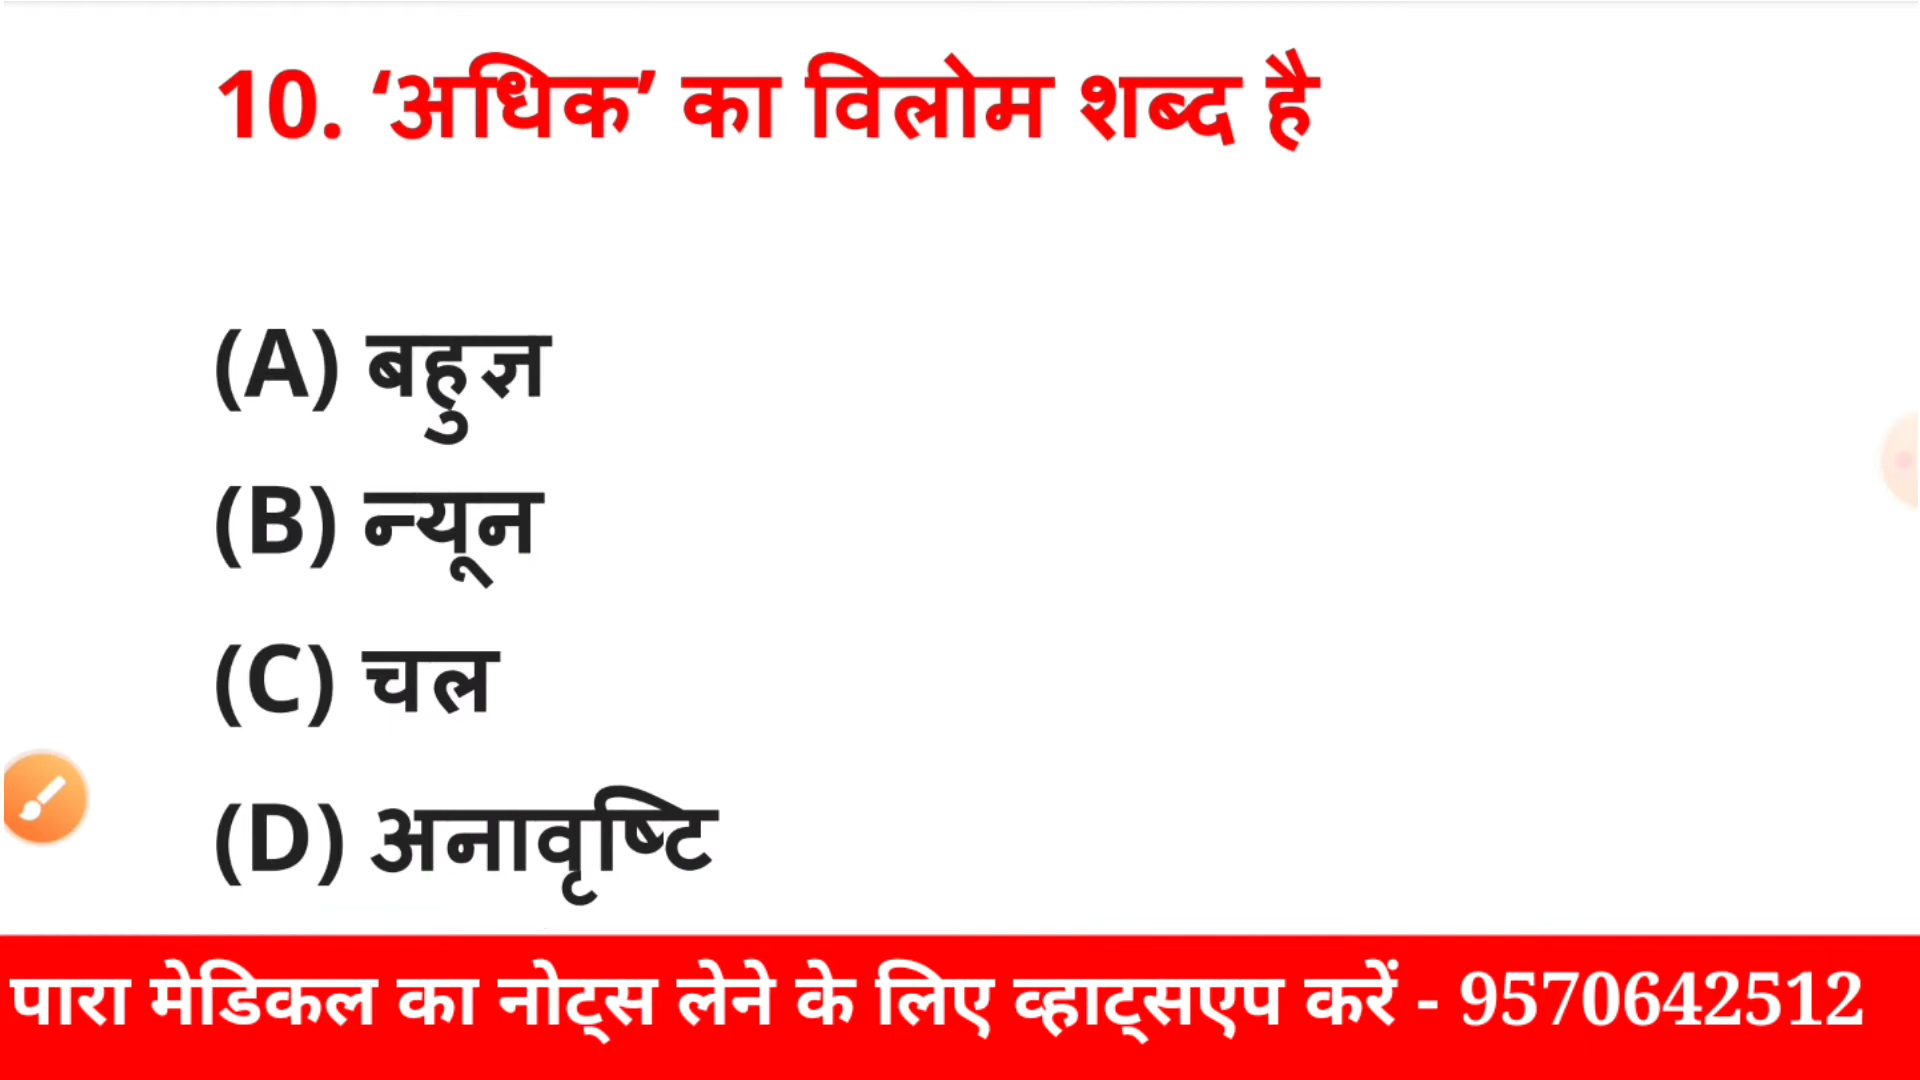 10. ‘अधिक’ का विलोम शब्द है
(A) बहुज्ञ
(B) न्यून
(C) चल
(D) अनावृष्टि
पारा मेडिकल का नोट्स लेने के लिए व्हाट्सएप करें - 9570642512